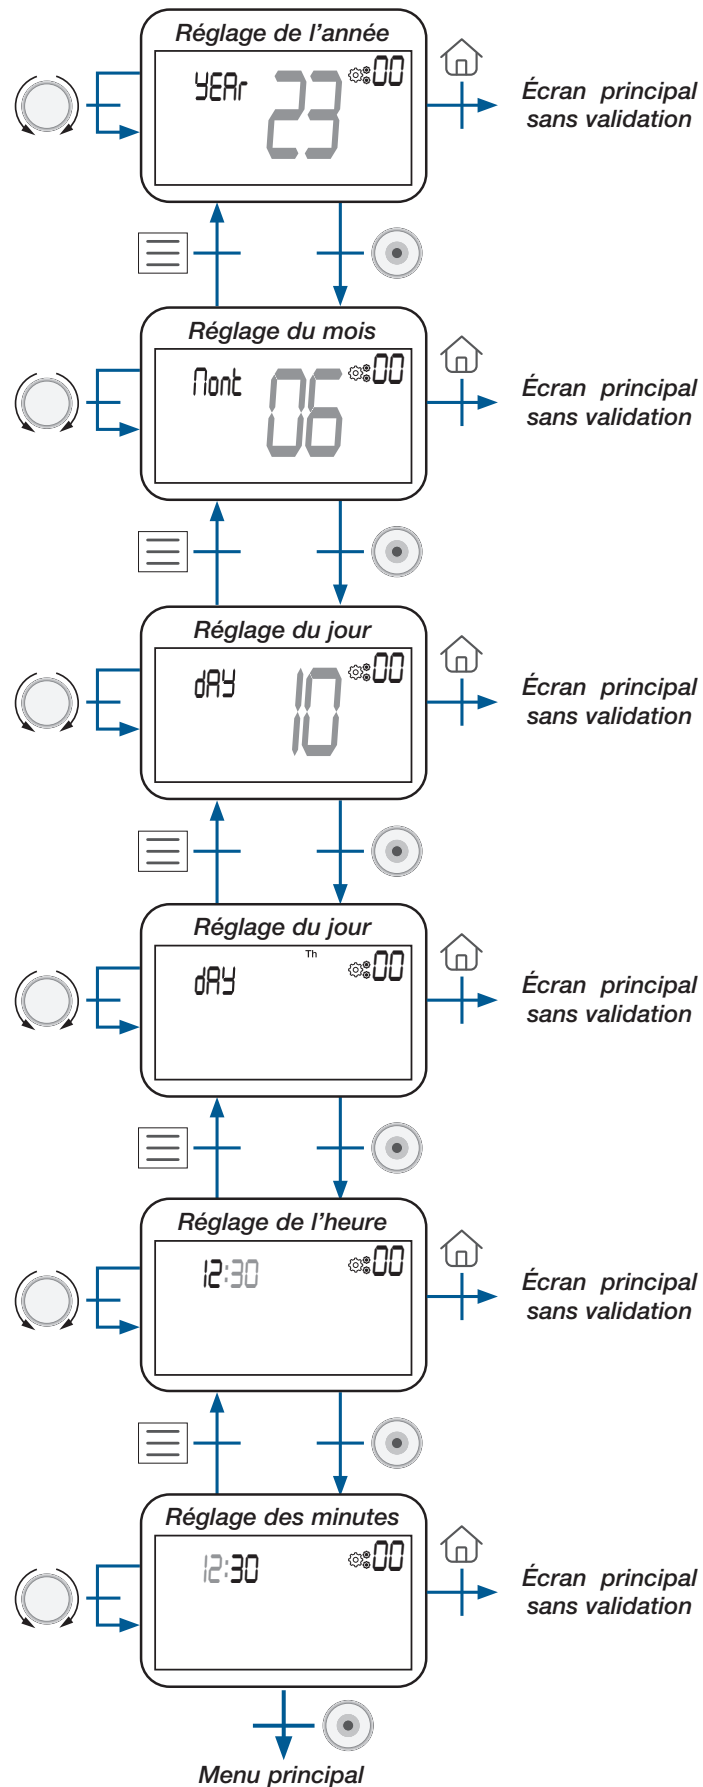 Réglage de l'année
YEAr 23 00
Écran principal
sans validation
Réglage du mois
Mont 06 00
Écran principal
sans validation
Réglage du jour
dAY 10 00
Écran principal
sans validation
Réglage du jour
dAY Th 00
Écran principal
sans validation
Réglage de l'heure
12:30 00
Écran principal
sans validation
Réglage des minutes
12:30 00
Écran principal
sans validation
Menu principal